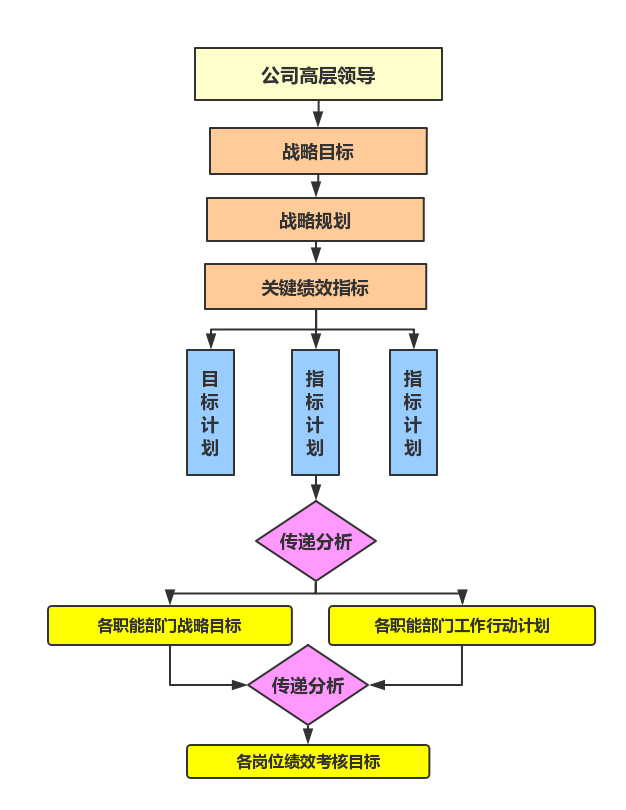 公司高层领导
战略目标
战略规划
关键绩效指标
目标计划
指标计划
指标计划
传递分析
各职能部门战略目标
各职能部门工作行动计划
传递分析
各岗位绩效考核目标